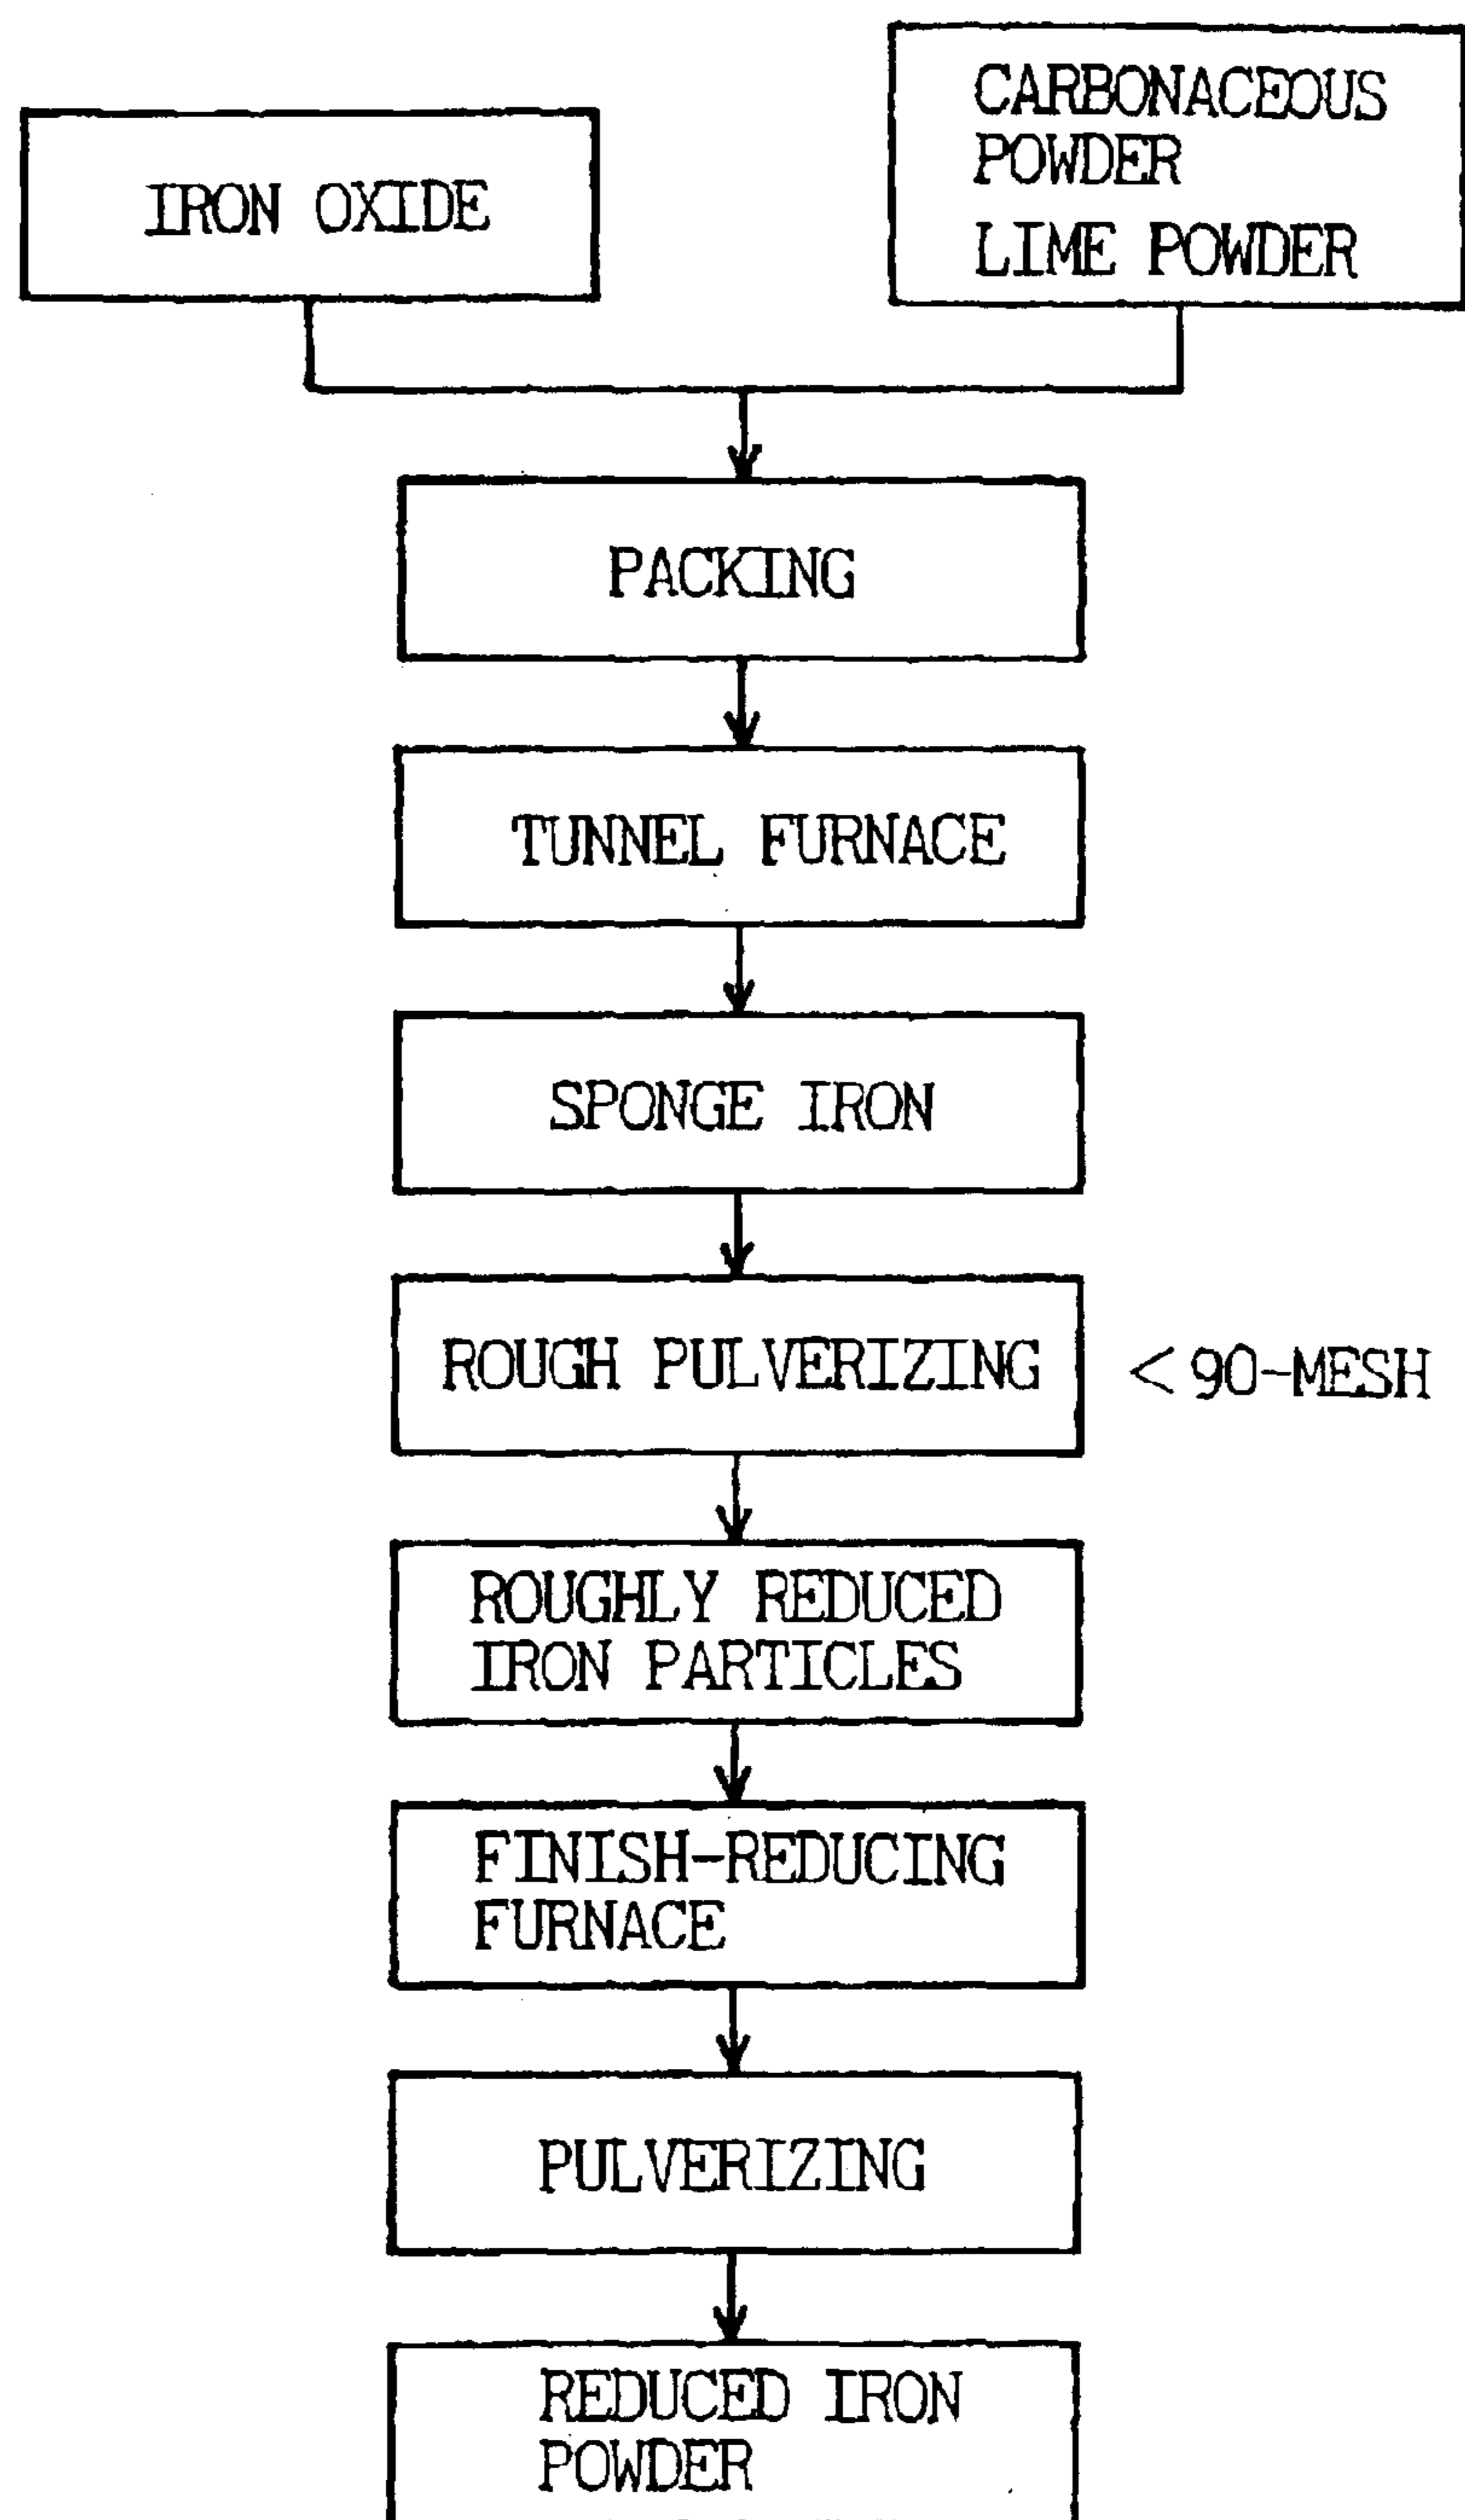 IRON OXIDE
CARBONACEOUS
POWDER
LIME POWDER
PACKING
TUNNEL FURNACE
SPONGE IRON
ROUGH PULVERIZING
< 90-MESH
ROUGHLY REDUCED
IRON PARTICLES
FINISH-REDUCING
FURNACE
PULVERIZING
REDUCED IRON
POWDER